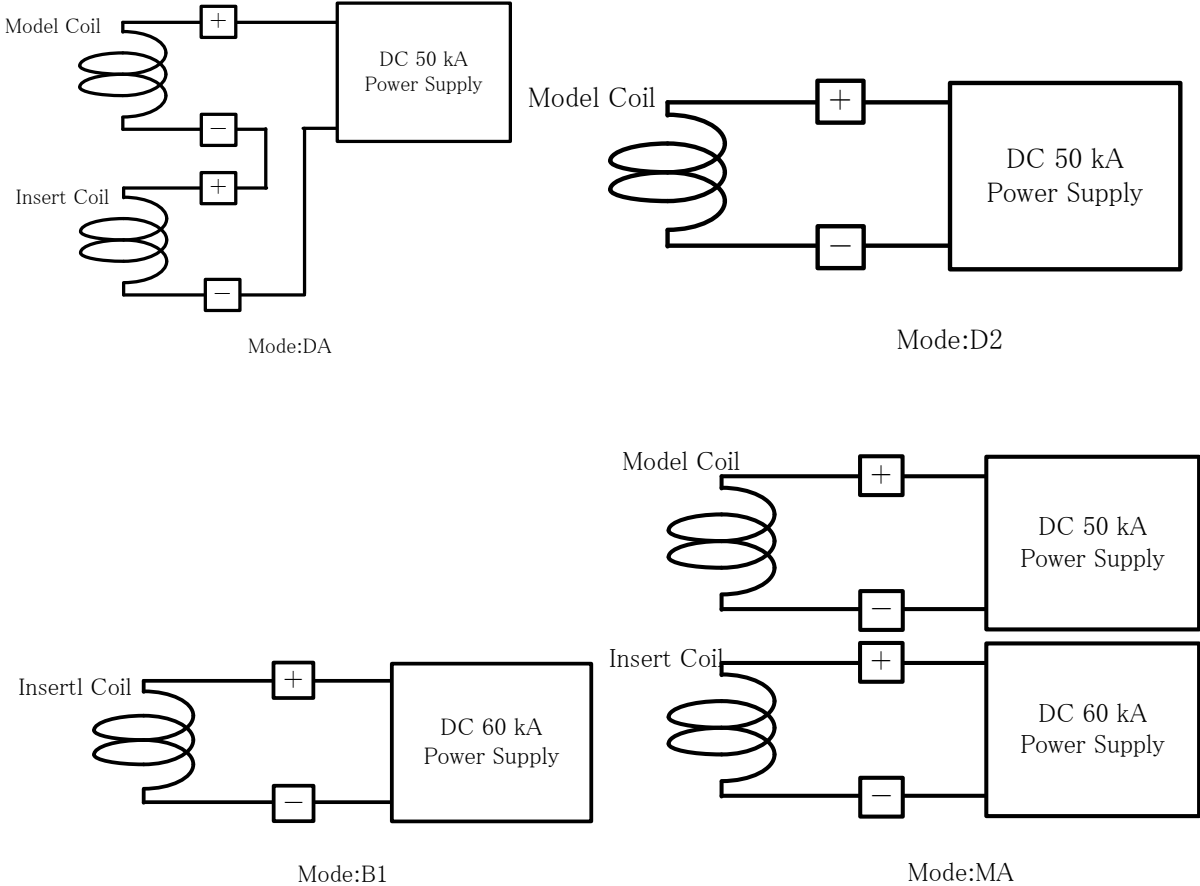 Model Coil
+
DC 50 kA
Power Supply
−
Insert Coil
+
−
Mode:DA
Model Coil
+
DC 50 kA
Power Supply
−
Mode:D2
Insertl Coil
+
DC 60 kA
Power Supply
−
Mode:B1
Model Coil
+
DC 50 kA
Power Supply
−
Insert Coil
+
DC 60 kA
Power Supply
−
Mode:MA